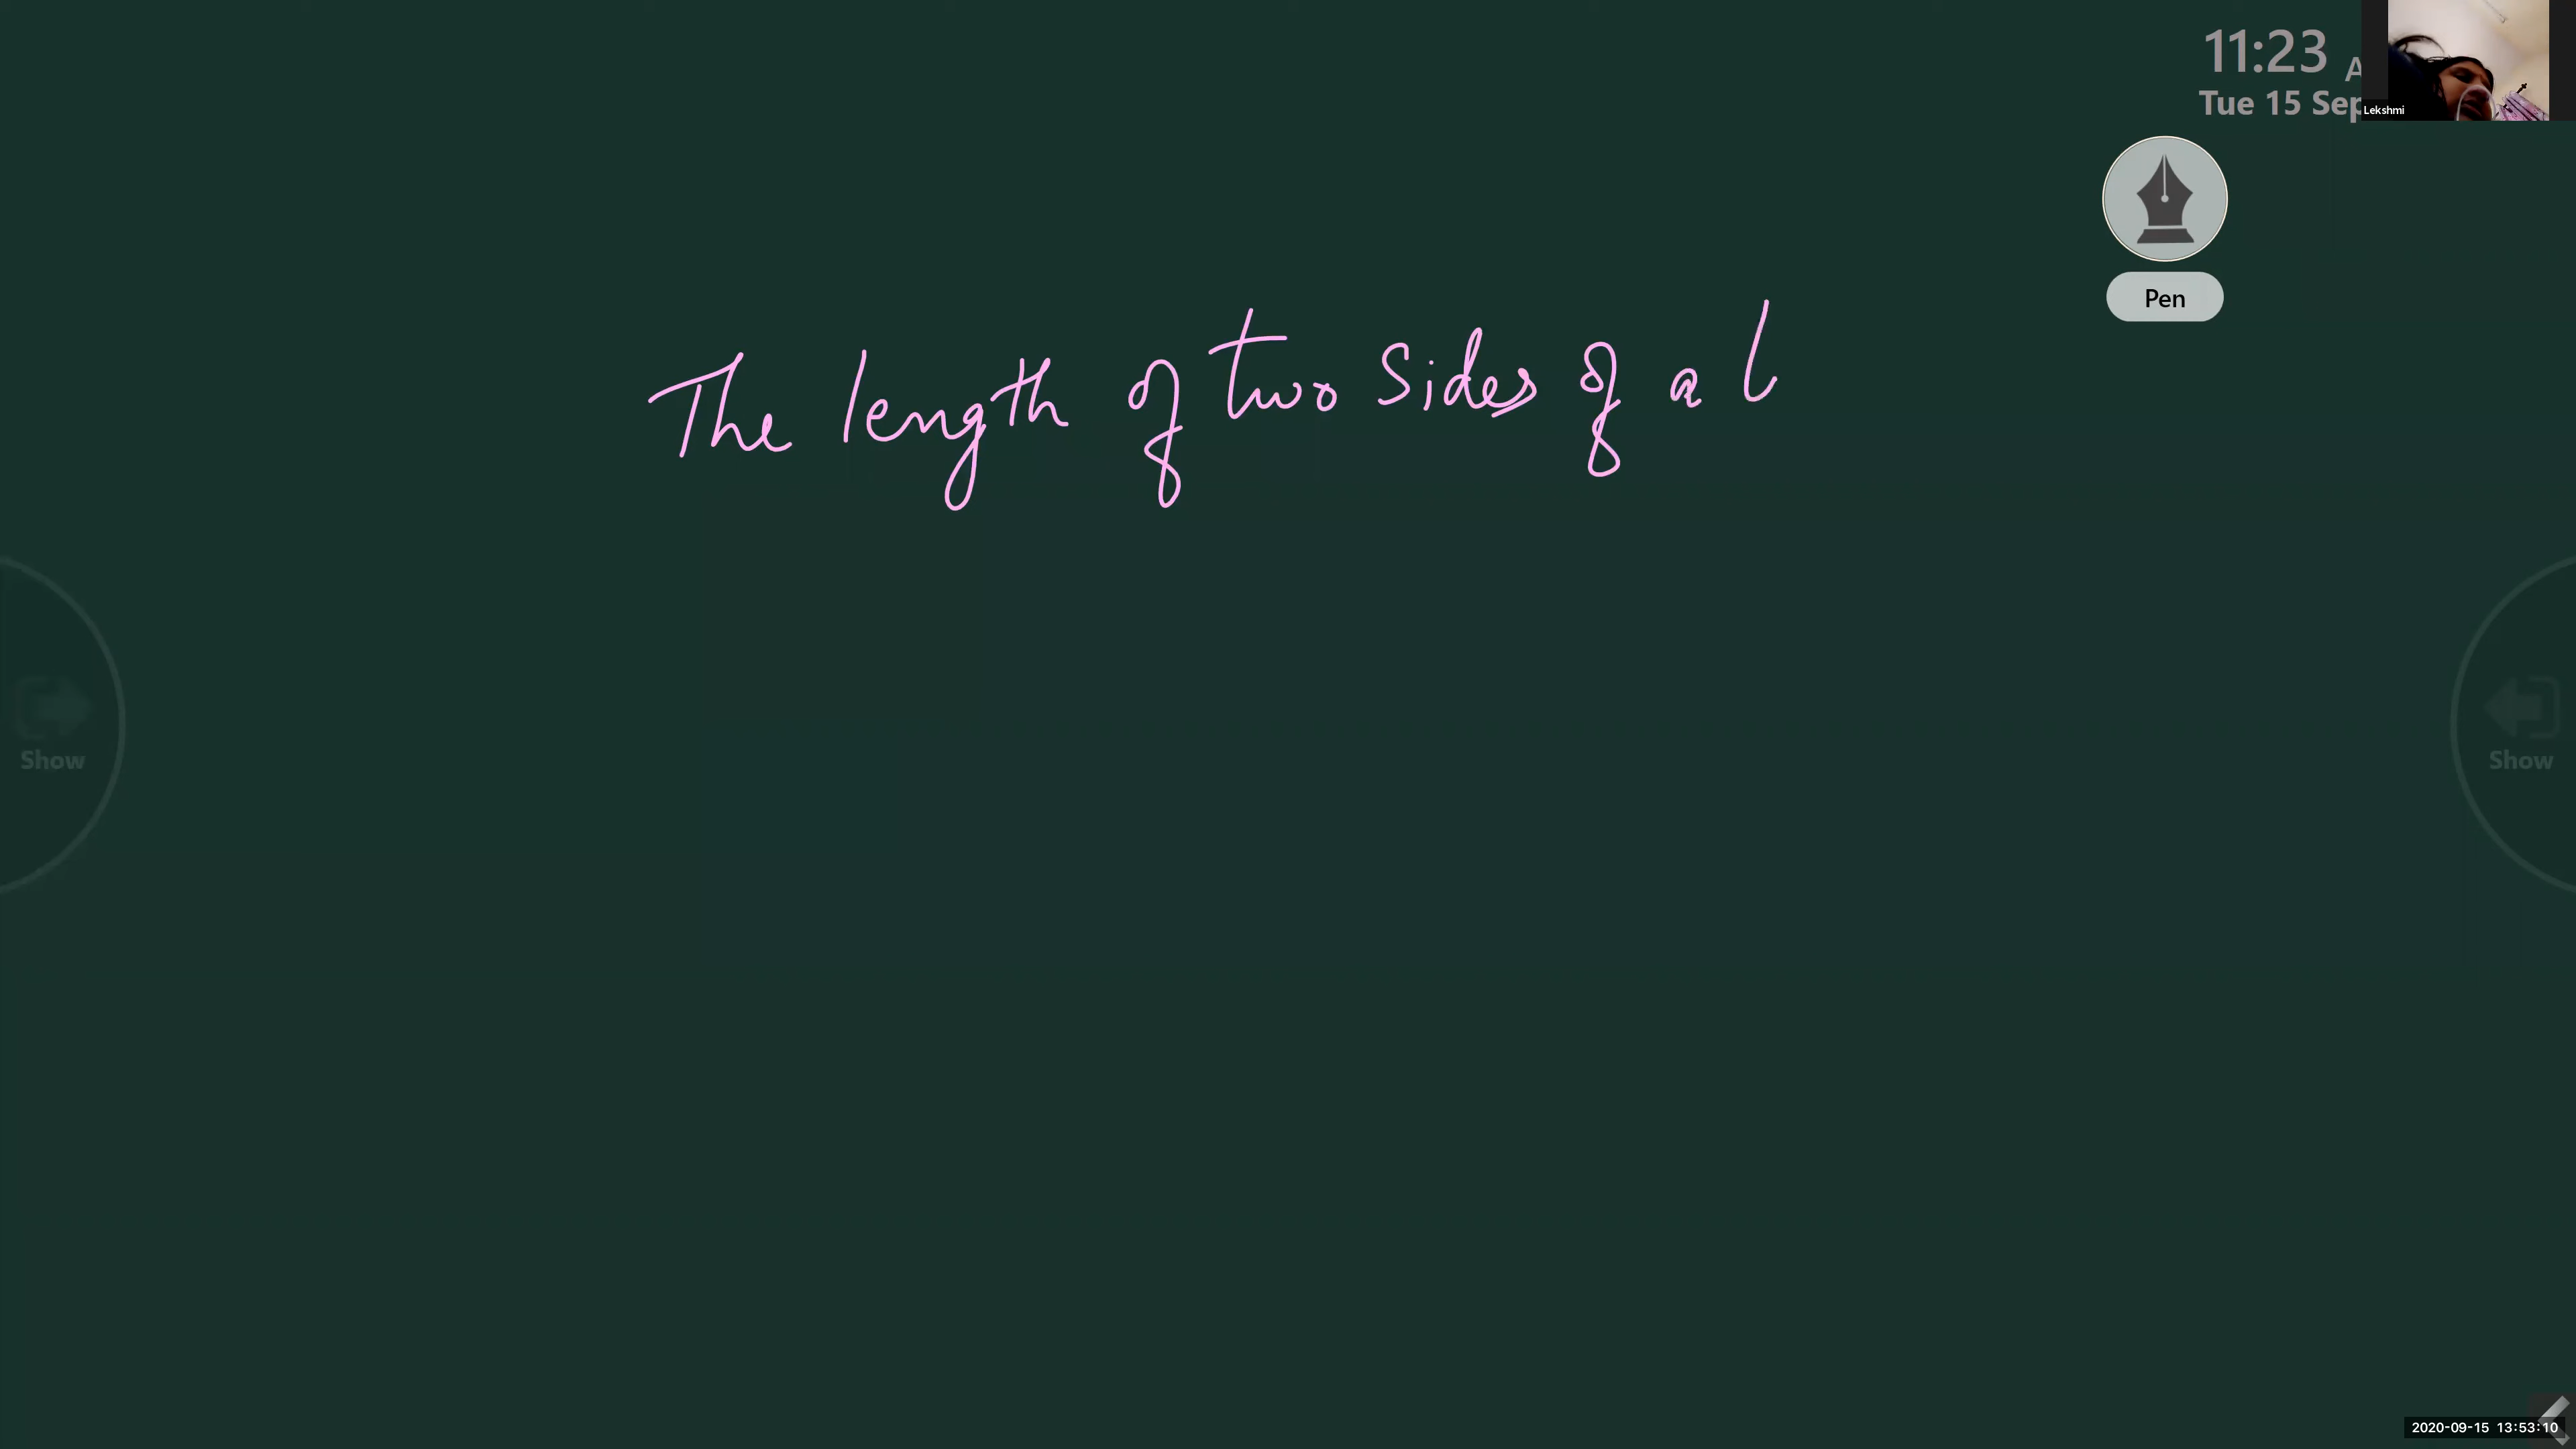 11:23 A
Tue 15 Sep
Lekshmi
Pen
The length of two sides of a
Show
Show
2020-09-15 13:53:10